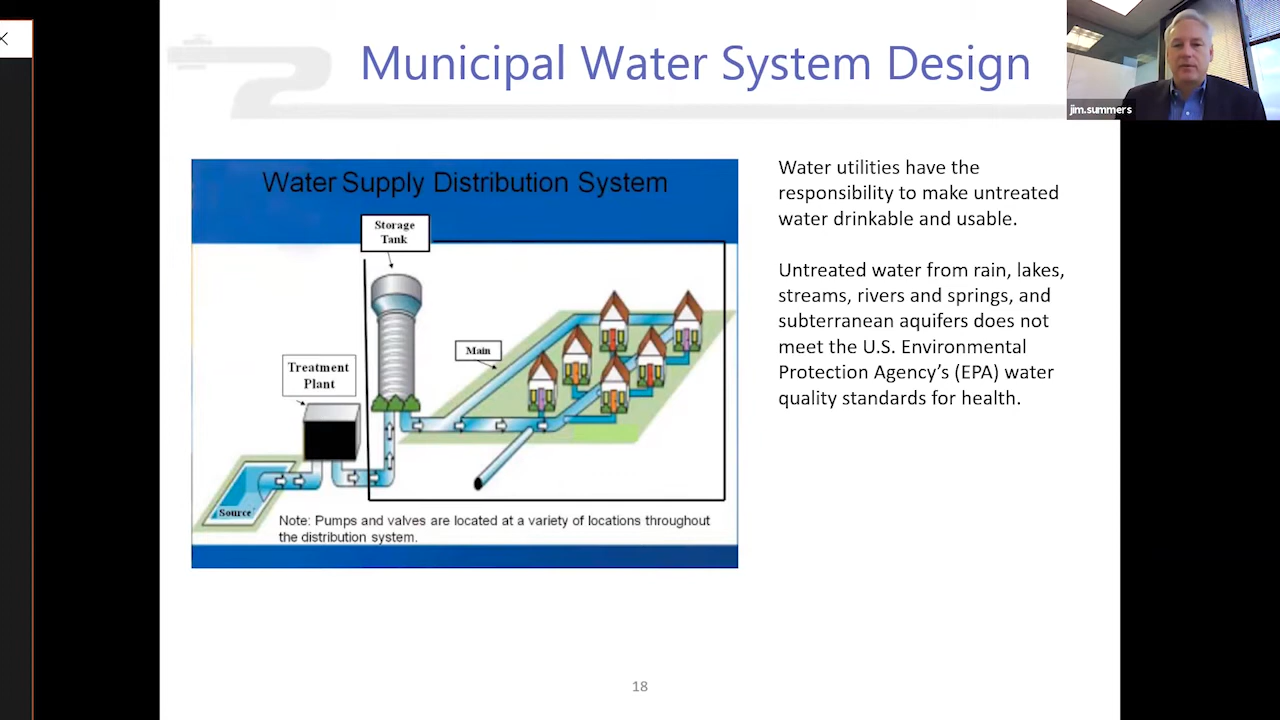 Municipal Water System Design
jim.summers
Water Supply Distribution System
Storage
Tank
Main
Treatment
Plant
Source
Note: Pumps and valves are located at a variety of locations throughout
the distribution system.
Water utilities have the
responsibility to make untreated
water drinkable and usable.
Untreated water from rain, lakes,
streams, rivers and springs, and
subterranean aquifers does not
meet the U.S. Environmental
Protection Agency’s (EPA) water
quality standards for health.
18